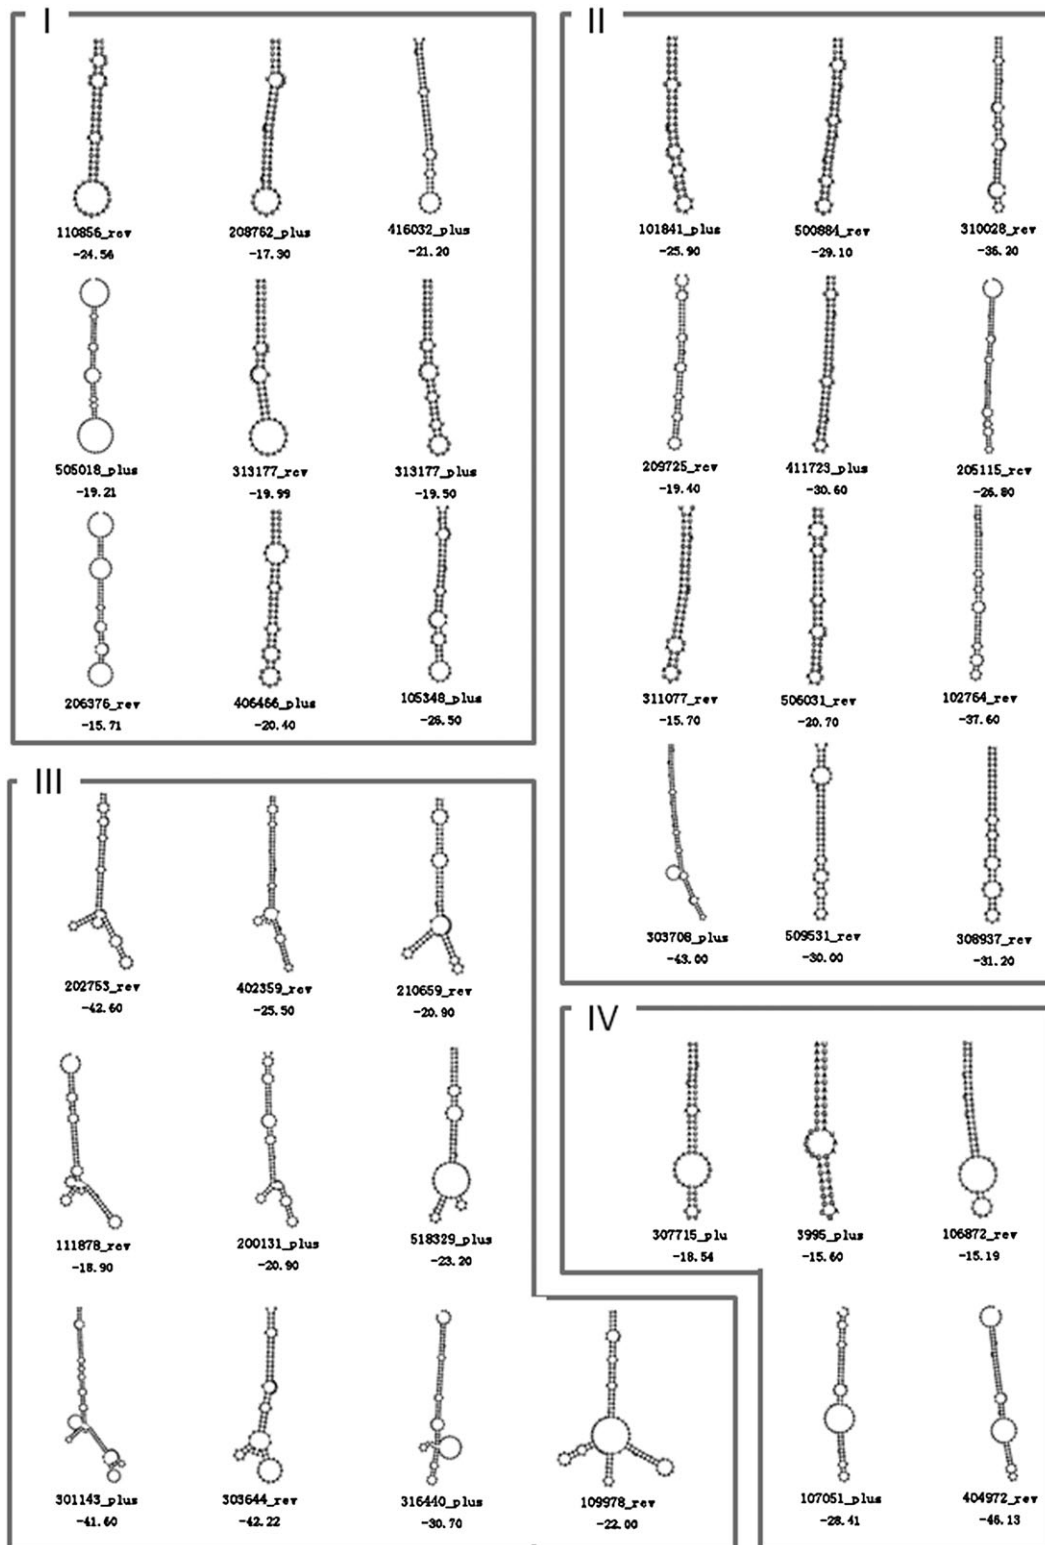 I
110856_rev
-24.56
208762_plus
-17.30
416032_plus
-21.20
505018_plus
-19.21
313177_rev
-19.99
313177_plus
-19.50
206376_rev
-15.71
406466_plus
-20.40
105348_plus
-26.50
II
101841_plus
-25.90
500884_rev
-29.10
310028_rev
-36.20
209725_rev
-19.40
411723_plus
-30.60
205115_rev
-26.80
311077_rev
-15.70
506031_rev
-20.70
102764_rev
-37.60
303708_plus
-43.00
509531_rev
-30.00
308937_rev
-31.20
III
202753_rev
-42.60
402359_rev
-25.50
210659_rev
-20.90
111878_rev
-18.90
200131_plus
-20.90
518329_plus
-23.20
301143_plus
-41.60
303644_rev
-42.22
316440_plus
-30.70
109978_rev
-22.00
IV
307715_plu
-18.54
3995_plus
-15.60
106872_rev
-15.19
107051_plus
-28.41
404972_rev
-46.13